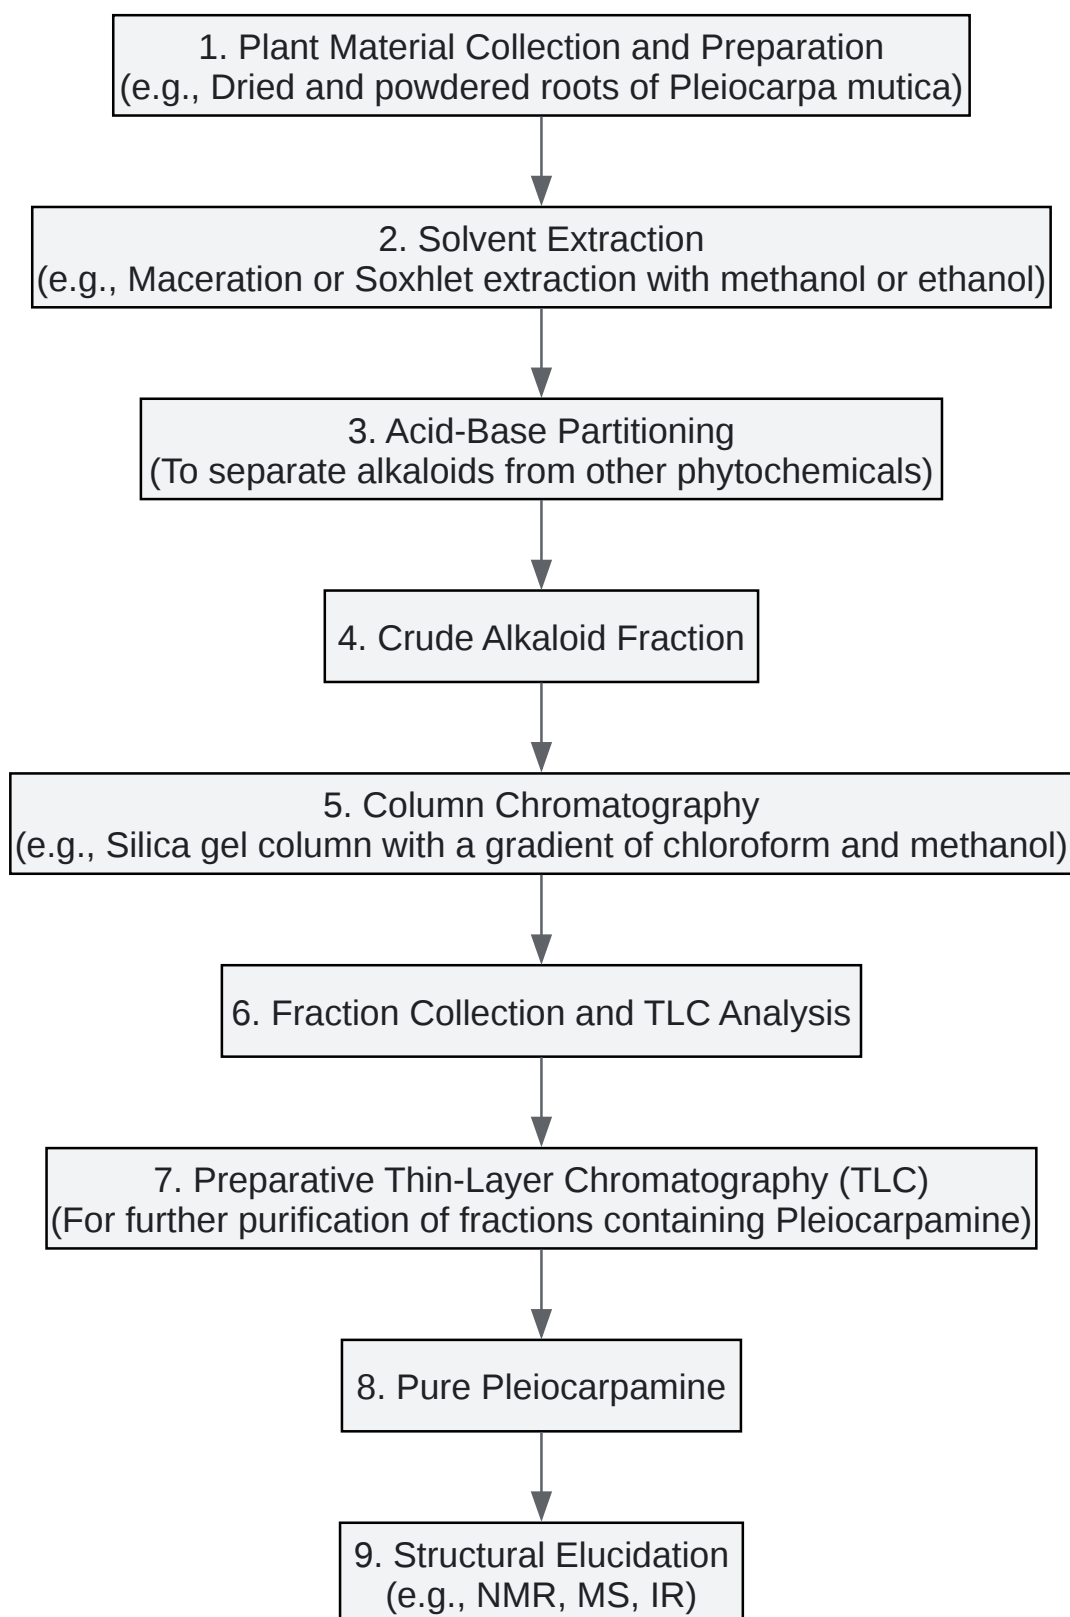 1. Plant Material Collection and Preparation
(e.g., Dried and powdered roots of Pleiocarpa mutica)
2. Solvent Extraction
(e.g., Maceration or Soxhlet extraction with methanol or ethanol)
3. Acid-Base Partitioning
(To separate alkaloids from other phytochemicals)
4. Crude Alkaloid Fraction
5. Column Chromatography
(e.g., Silica gel column with a gradient of chloroform and methanol)
6. Fraction Collection and TLC Analysis
7. Preparative Thin-Layer Chromatography (TLC)
(For further purification of fractions containing Pleiocarpamine)
8. Pure Pleiocarpamine
9. Structural Elucidation
(e.g., NMR, MS, IR)